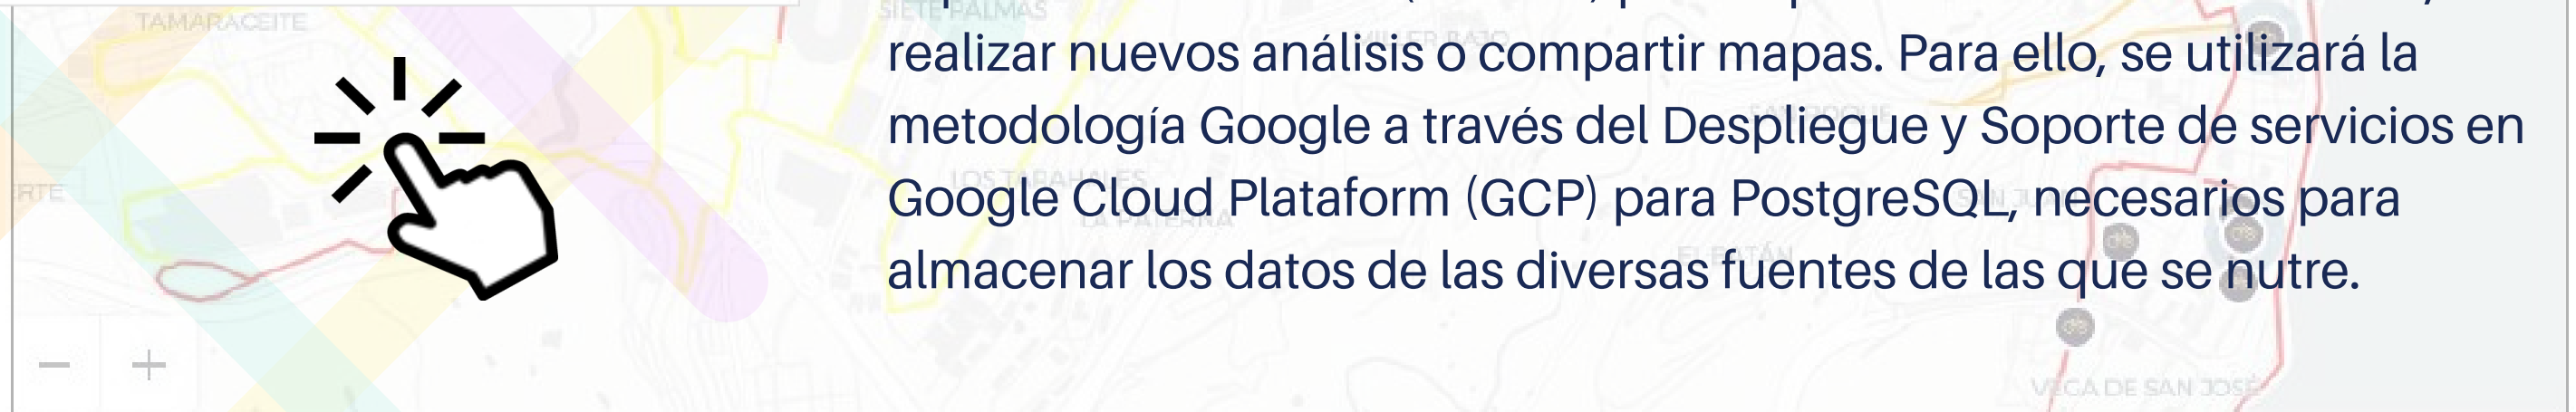 TAMARACEITE
SIETE PALMAS
realizar nuevos análisis o compartir mapas. Para ello, se utilizará la
metodología Google a través del Despliegue y Soporte de servicios en
ERTE
LOS TARAHALES
Google Cloud Plataform (GCP) para PostgreSQL, necesarios para
LA PATERNA
EL BATÁN
almacenar los datos de las diversas fuentes de las que se nutre.
VEGA DE SAN JOSÉ